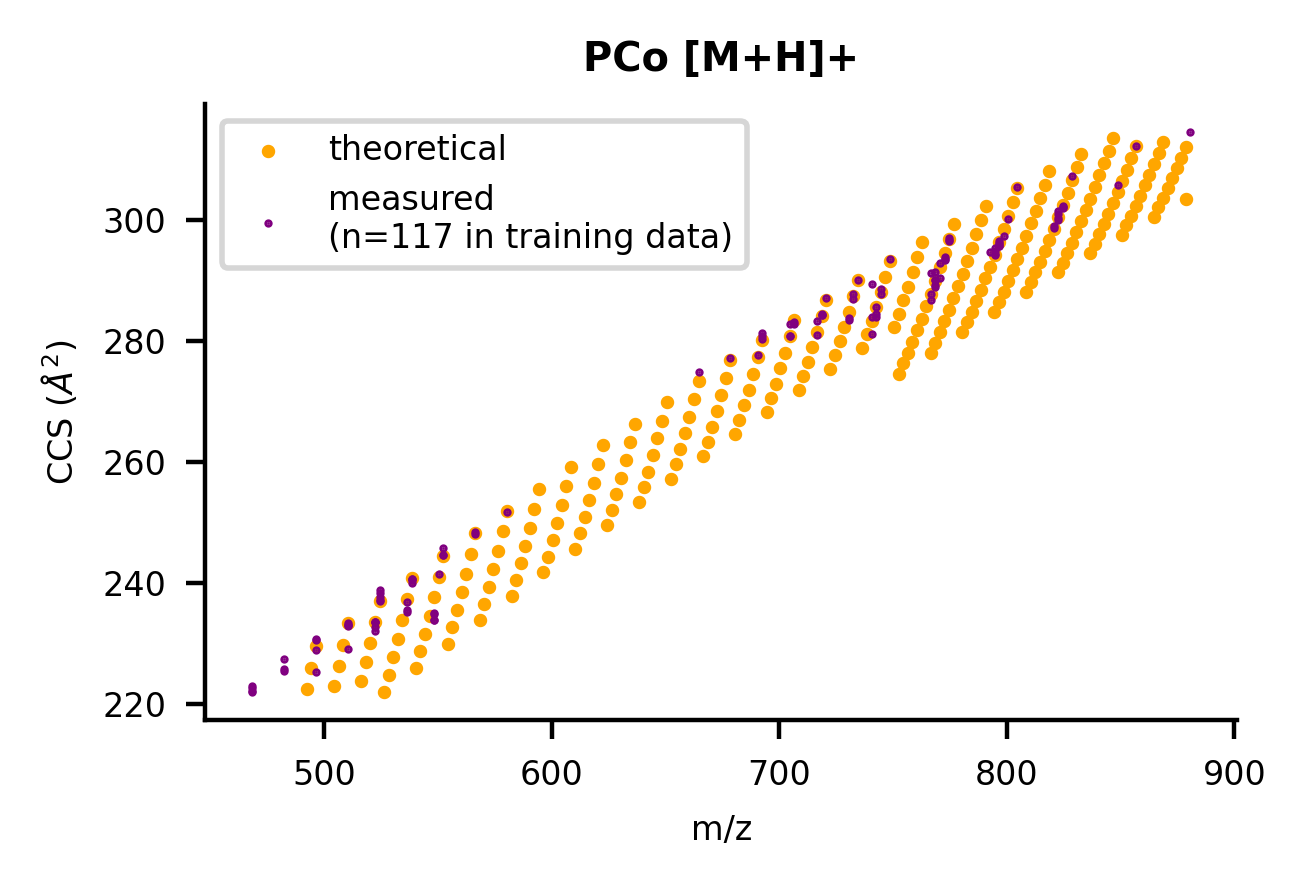 PCo [M+H]+
theoretical
measured
(n=117 in training data)
CCS (Å²)
300
280
260
240
220
500 600 700 800 900
m/z